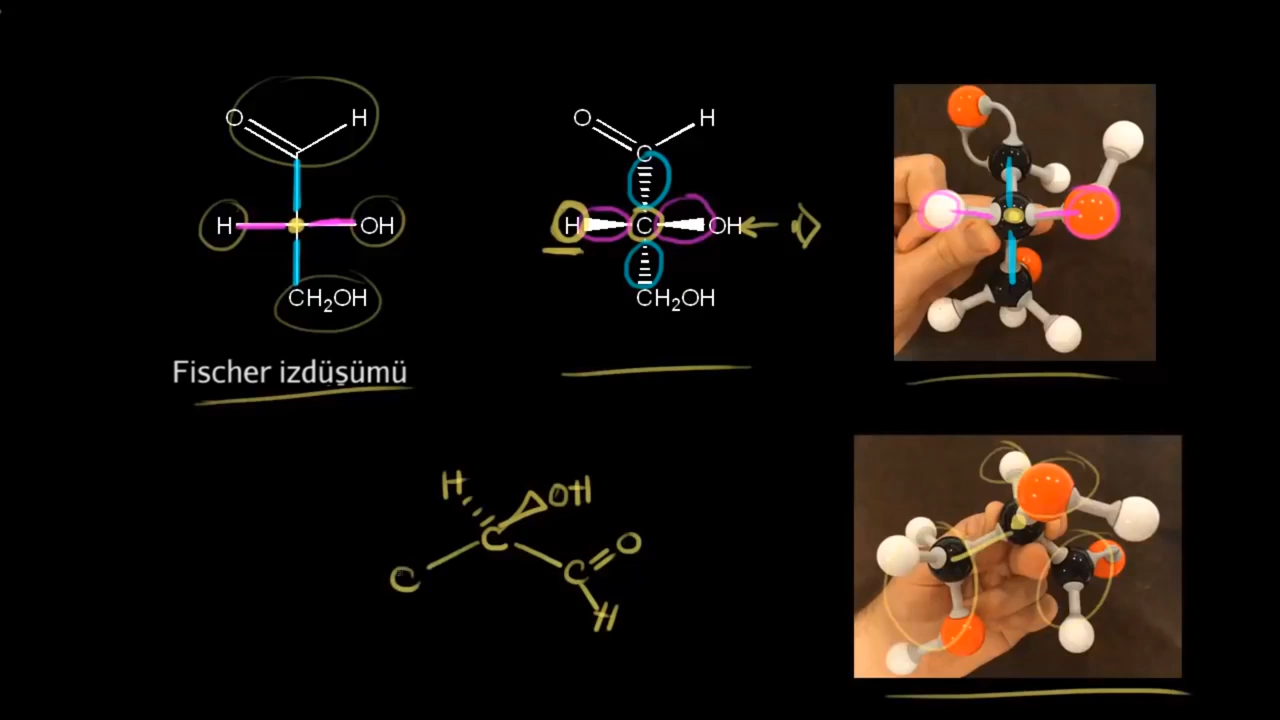 O H O H
H OH H C OH
C
CH₂OH CH₂OH
Fischer izdüşümü
H OH
C O
C C
H